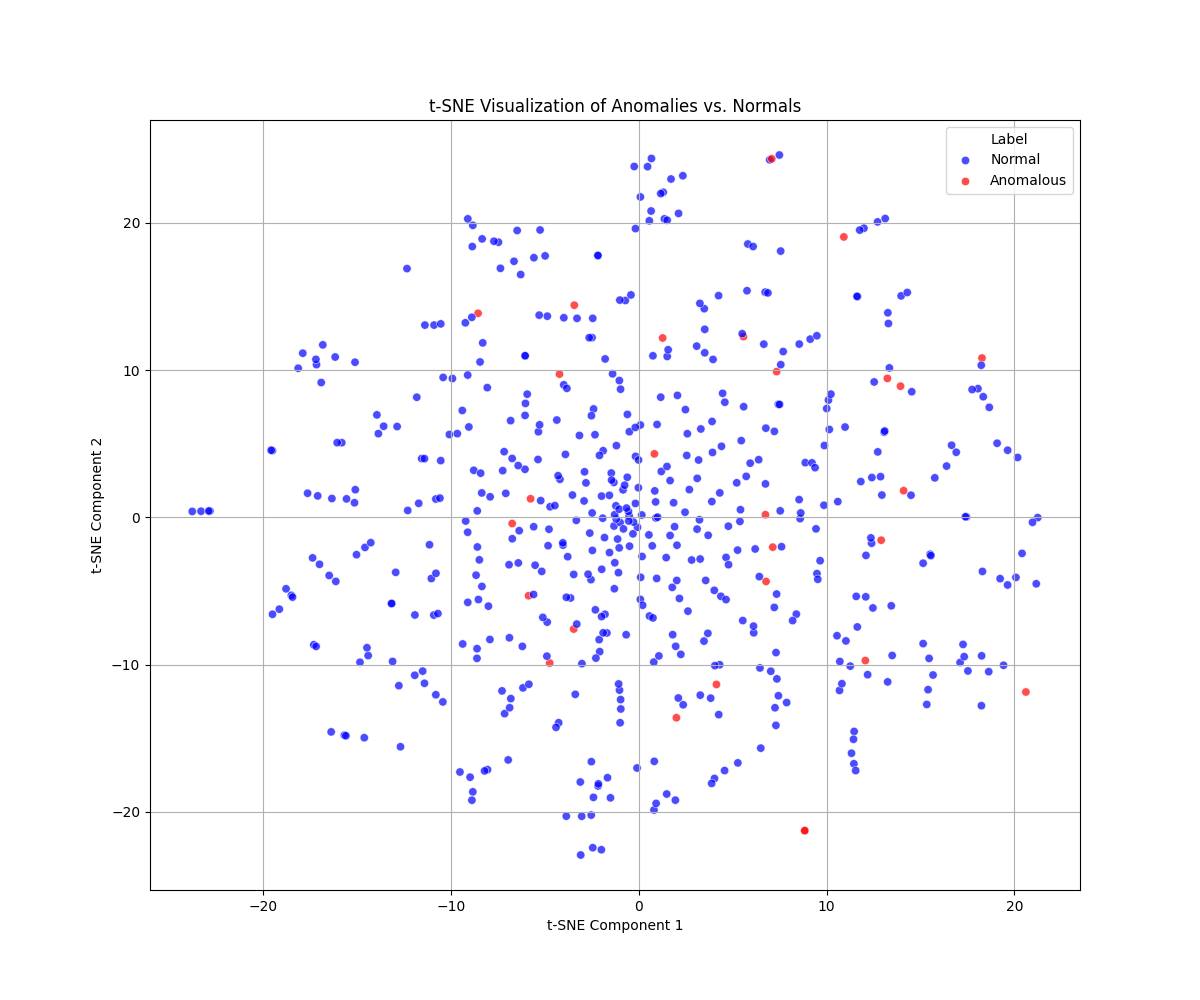 t-SNE Visualization of Anomalies vs. Normals
Label
Normal
Anomalous
20
10
0
−10
−20
t-SNE Component 2
−20
−10
0
10
20
t-SNE Component 1